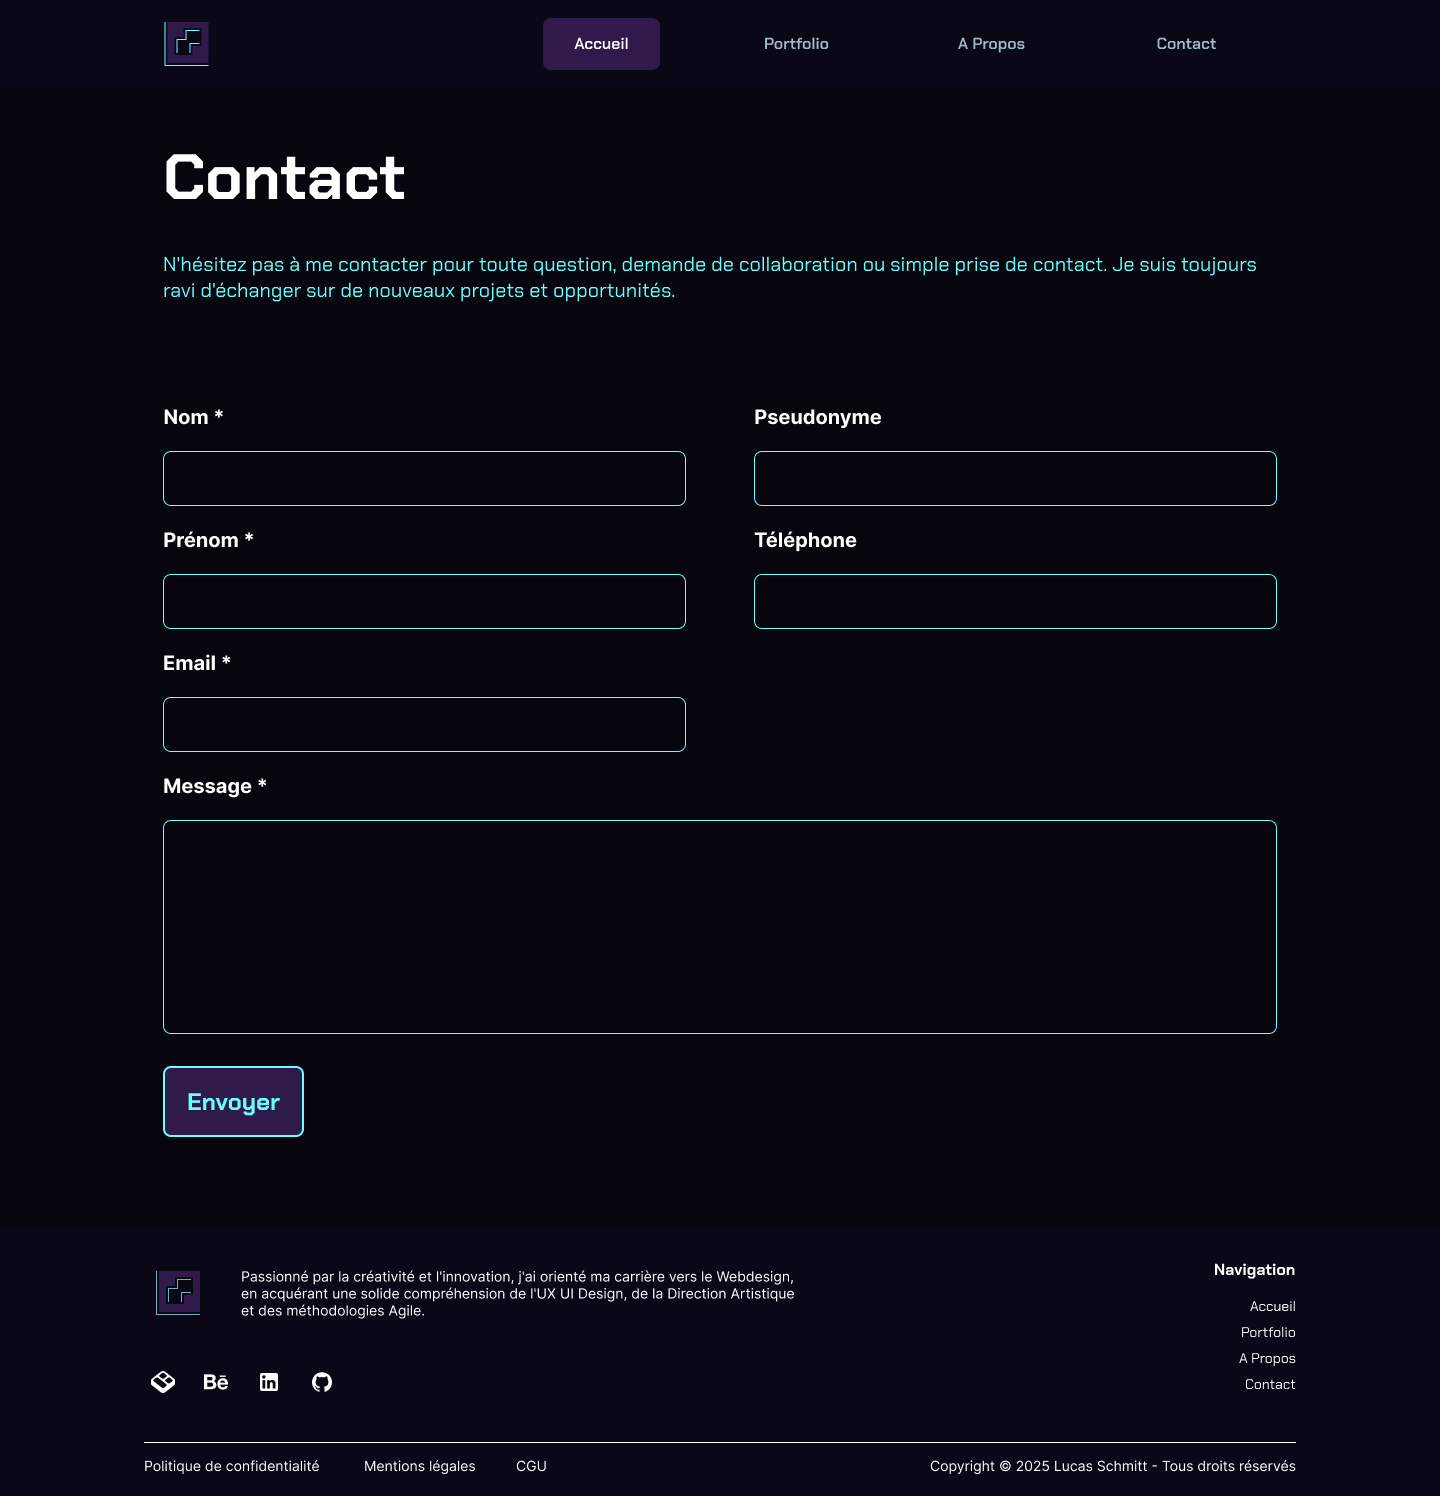 Accueil
Portfolio
A Propos
Contact
Contact
N'hésitez pas à me contacter pour toute question, demande de collaboration ou simple prise de contact. Je suis toujours
ravi d'échanger sur de nouveaux projets et opportunités.
Nom *
Pseudonyme
Prénom *
Téléphone
Email *
Message *
Envoyer
Passionné par la créativité et l'innovation, j'ai orienté ma carrière vers le Webdesign,
en acquérant une solide compréhension de l'UX UI Design, de la Direction Artistique
et des méthodologies Agile.
Bē
in
Navigation
Accueil
Portfolio
A Propos
Contact
Politique de confidentialité
Mentions légales
CGU
Copyright © 2025 Lucas Schmitt - Tous droits réservés